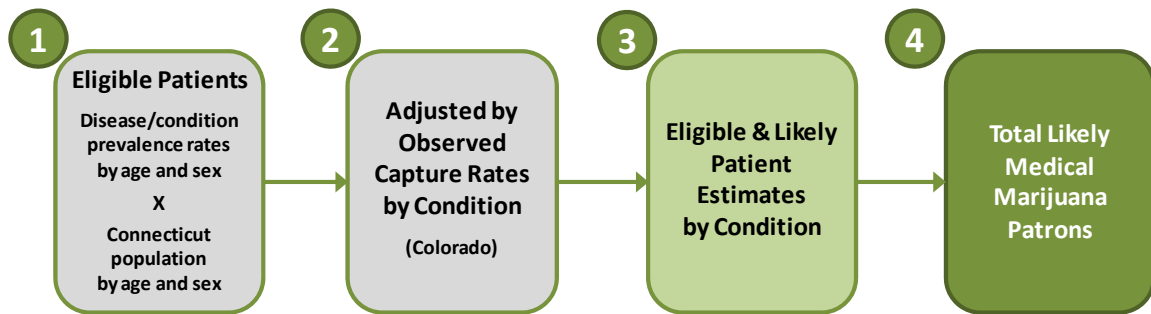 1
Eligible Patients
Disease/condition
prevalence rates
by age and sex
X
Connecticut
population
by age and sex
2
Adjusted by
Observed
Capture Rates
by Condition
(Colorado)
3
Eligible & Likely
Patient
Estimates
by Condition
4
Total Likely
Medical
Marijuana
Patrons